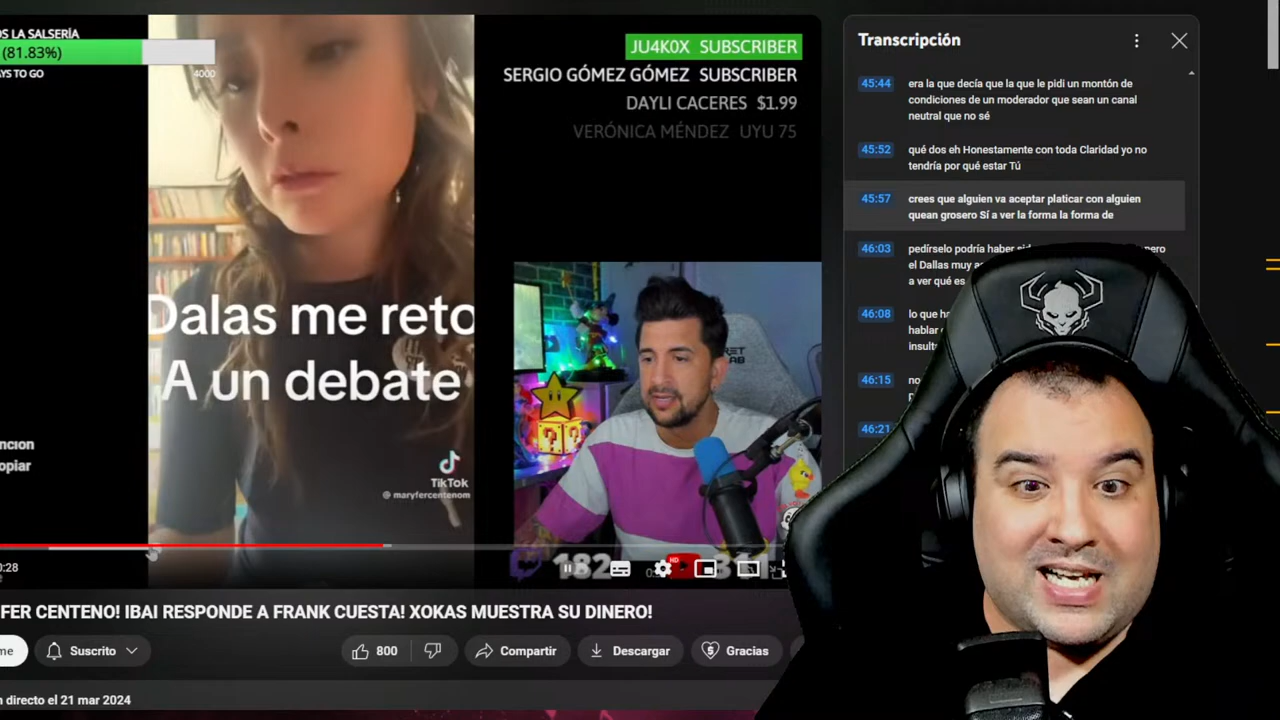 OS LA SALSERÍA
(81.83%)
AYS TO GO
4000
JU4K0X SUBSCRIBER
SERGIO GÓMEZ GÓMEZ SUBSCRIBER
DAYLI CACERES $1.99
VERÓNICA MÉNDEZ UYU 75
Dalas me reto
A un debate
TikTok
@ maryfercentenom
ncion
opiar
0:28
182
311
HD
FER CENTENO! IBAI RESPONDE A FRANK CUESTA! XOKAS MUESTRA SU DINERO!
me
Suscrito
800
Compartir
Descargar
Gracias
n directo el 21 mar 2024
Transcripción
45:44
era la que decía que la que le pidi un montón de
condiciones de un moderador que sean un canal
neutral que no sé
45:52
qué dos eh Honestamente con toda Claridad yo no
tendría por qué estar Tú
45:57
crees que alguien va aceptar platicar con alguien
quean grosero Sí a ver la forma la forma de
46:03
pedírselo podría haber
el Dallas muy
a ver qué es
46:08
lo que
hablar
insult
46:15
no
46:21